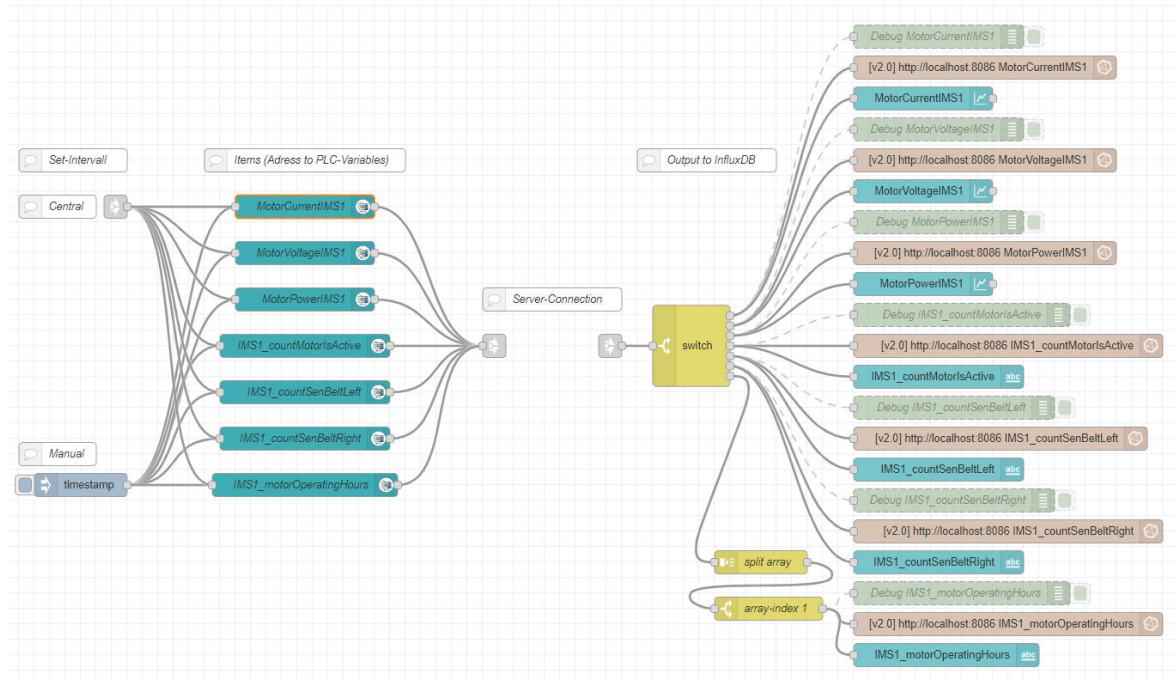 Set-Intervall
Items (Adress to PLC-Variables)
Central
MotorCurrentIMS1
MotorVoltageIMS1
MotorPowerIMS1
IMS1_countMotorIsActive
IMS1_countSenBeltLeft
IMS1_countSenBeltRight
Manual
timestamp
IMS1_motorOperatingHours
Server-Connection
Output to InfluxDB
switch
split array
array-index 1
Debug MotorCurrentIMS1
[v2.0] http://localhost:8086 MotorCurrentIMS1
MotorCurrentIMS1
Debug MotorVoltageIMS1
[v2.0] http://localhost:8086 MotorVoltageIMS1
MotorVoltageIMS1
Debug MotorPowerIMS1
[v2.0] http://localhost:8086 MotorPowerIMS1
MotorPowerIMS1
Debug IMS1_countMotorIsActive
[v2.0] http://localhost:8086 IMS1_countMotorIsActive
IMS1_countMotorIsActive abc
Debug IMS1_countSenBeltLeft
[v2.0] http://localhost:8086 IMS1_countSenBeltLeft
IMS1_countSenBeltLeft abc
Debug IMS1_countSenBeltRight
[v2.0] http://localhost:8086 IMS1_countSenBeltRight
IMS1_countSenBeltRight abc
Debug IMS1_motorOperatingHours
[v2.0] http://localhost:8086 IMS1_motorOperatingHours
IMS1_motorOperatingHours abc